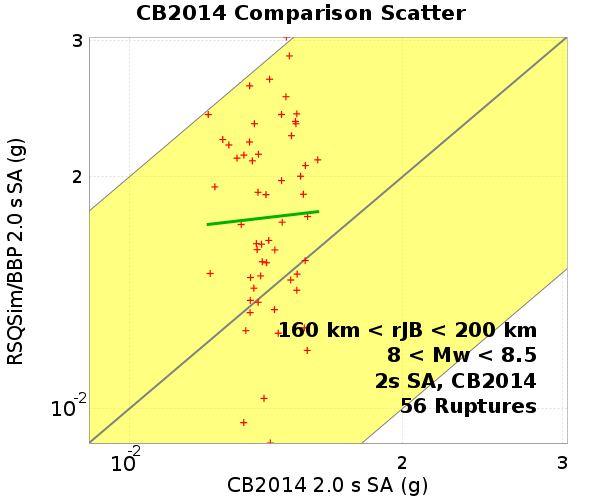 CB2014 Comparison Scatter
RSQSim/BBP 2.0 s SA (g)
3
2
10-2
160 km < rJB < 200 km
8 < Mw < 8.5
2s SA, CB2014
56 Ruptures
10-2 2 3
CB2014 2.0 s SA (g)